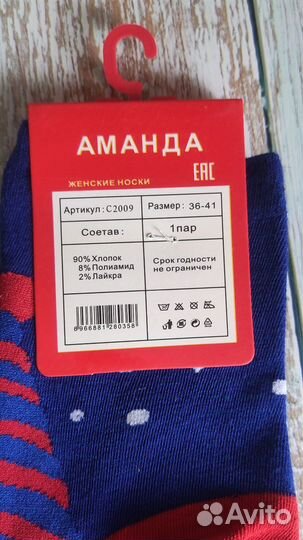 АМАНДА
ЕАС
ЖЕНСКИЕ НОСКИ
Артикул: С2009
Размер: 36-41
Состав:
1пар
90% Хлопок
8% Полиамид
2% Лайкра
Срок годности
не ограничен
8966881280358
Avito